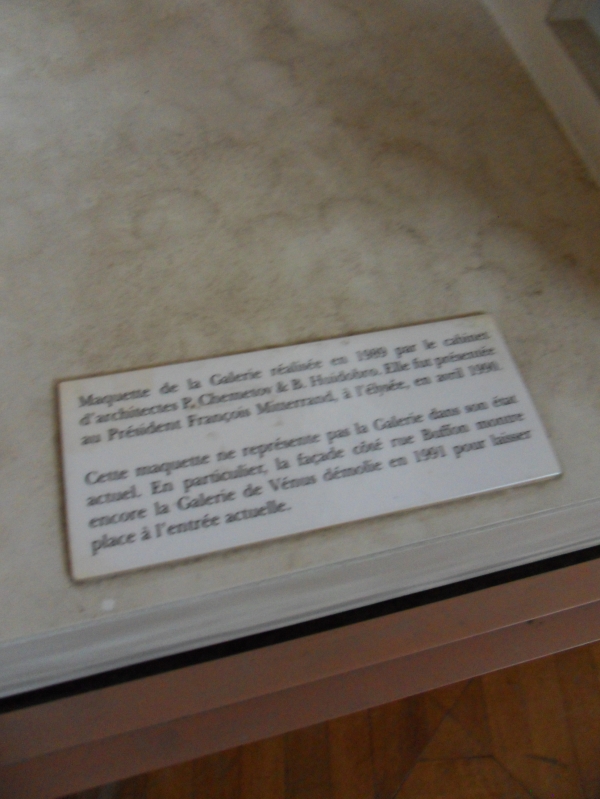 Maquette de la Galerie réalisée en 1989 par le cabinet
d'architectes P. Chemetov & B. Huidobro. Elle fut présentée
au Président François Mitterrand, à l'élysée, en avril 1990.
Cette maquette ne représente pas la Galerie dans son état
actuel. En particulier, la façade côté rue Buffon montre
encore la Galerie de Vénus démolie en 1991 pour laisser
place à l'entrée actuelle.